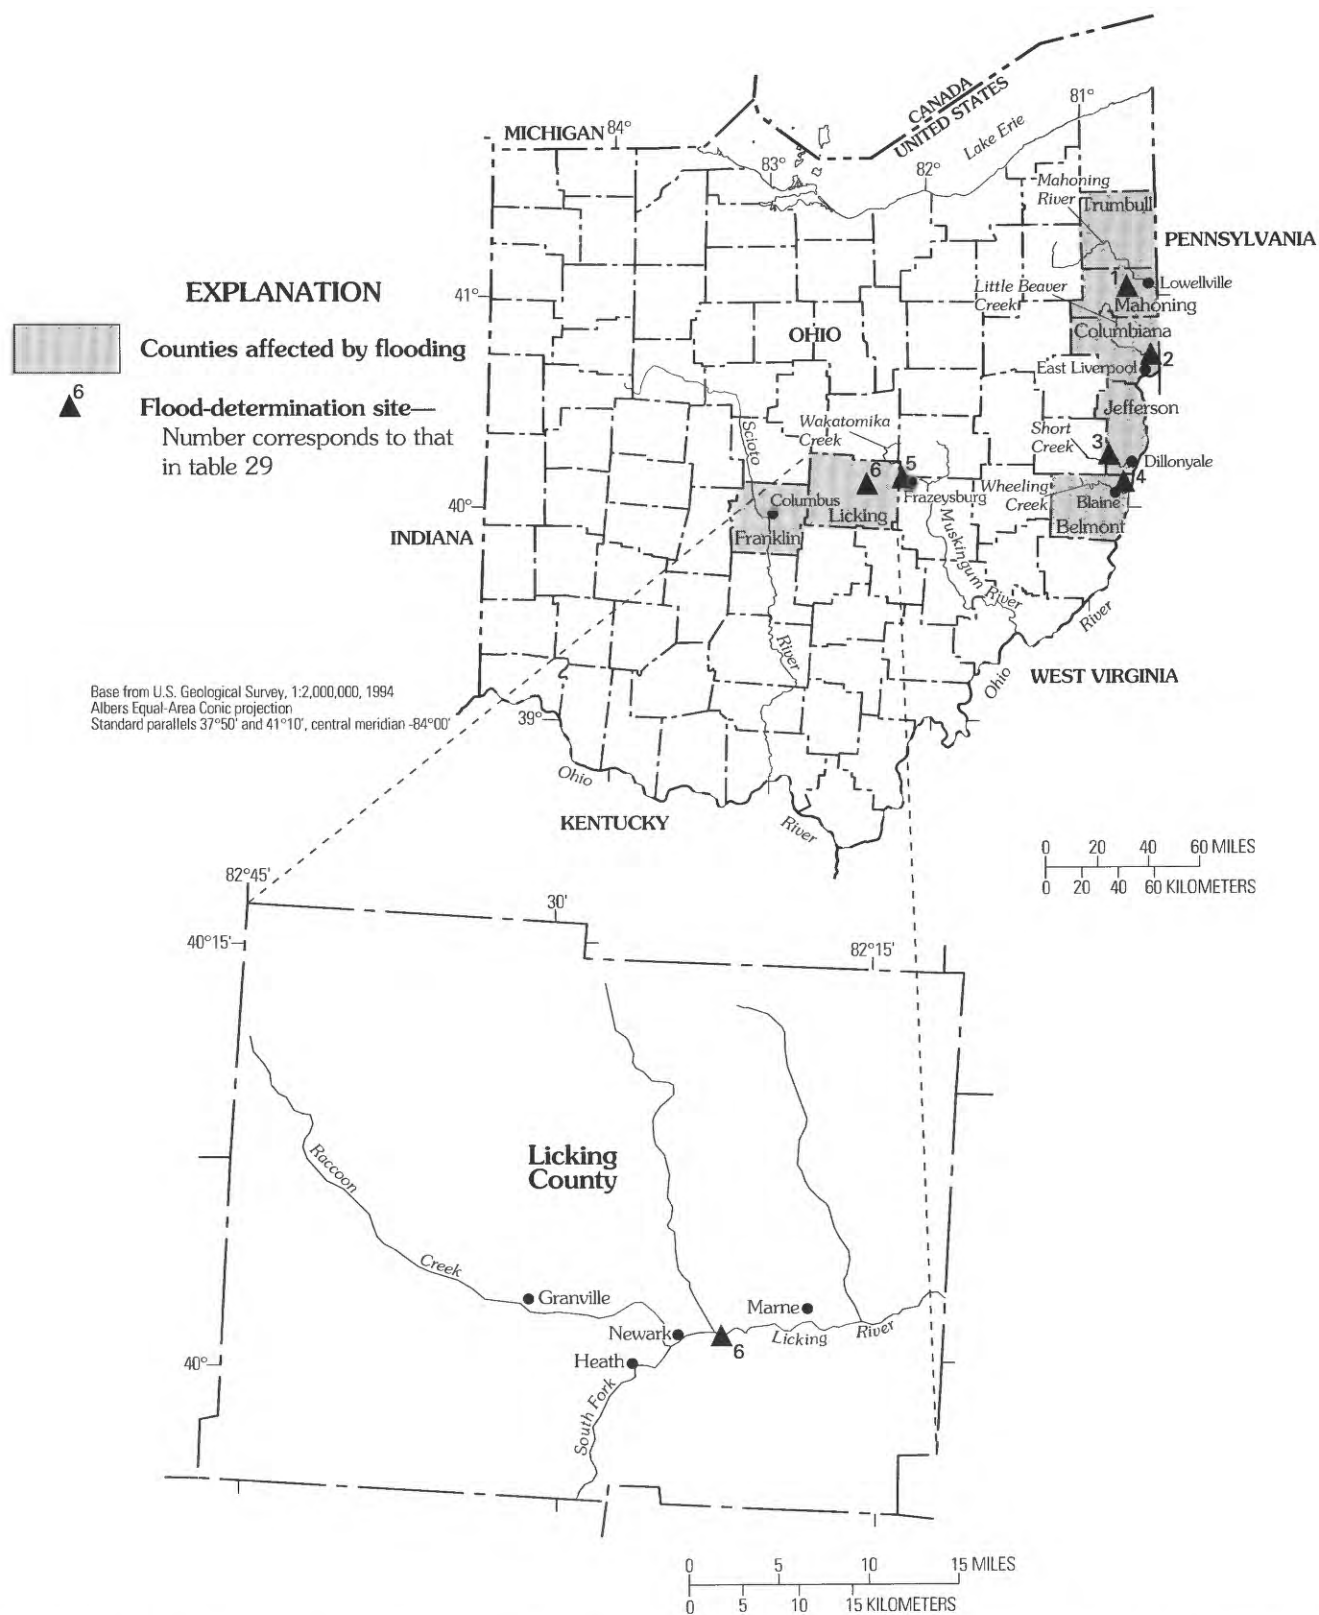 CANADA
UNITED STATES
Lake Erie
MICHIGAN
84°
83°
82°
81°
Mahoning
River
Trumbull
PENNSYLVANIA
EXPLANATION
Counties affected by flooding
6
Flood-determination site—
Number corresponds to that
in table 29
41°
1
Lowellville
Mahoning
Little Beaver
Creek
Columbiana
OHIO
2
East Liverpool
Jefferson
Short
Creek
3
Dillonyale
Wakatomika
Creek
Scioto
6
5
Frazeysburg
Wheeling
Creek
4
Blaine
Belmont
40°
Columbus
Licking
Franklin
INDIANA
Muskingum River
River
River
Ohio
WEST VIRGINIA
Base from U.S. Geological Survey, 1:2,000,000, 1994
Albers Equal-Area Conic projection
Standard parallels 37°50' and 41°10', central meridian -84°00'
39°
Ohio
River
KENTUCKY
0 20 40 60 MILES
0 20 40 60 KILOMETERS
82°45'
30'
82°15'
40°15'
Licking
County
Raccoon
Creek
Granville
Marne
Newark
Licking
River
6
Heath
40°
South Fork
0 5 10 15 MILES
0 5 10 15 KILOMETERS